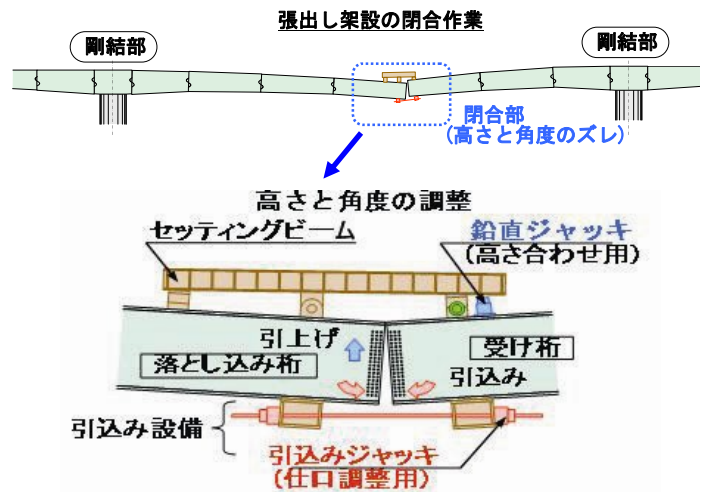 張出し架設の閉合作業
剛結部
剛結部
閉合部
(高さと角度のズレ)
高さと角度の調整
セッティングビーム
鉛直ジャッキ
(高さ合わせ用)
引上げ
落とし込み桁
受け桁
引込み
引込み設備
引込みジャッキ
(仕口調整用)